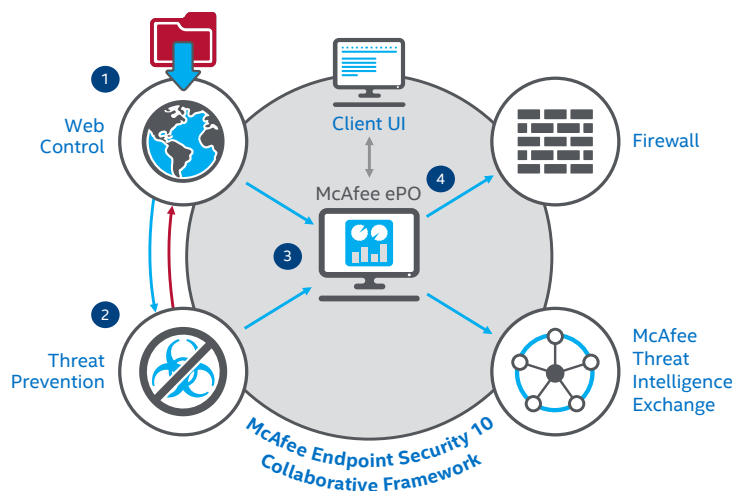 1
Web
Control
Client UI
Firewall
McAfee ePO
4
3
2
Threat
Prevention
McAfee
Threat
Intelligence
Exchange
McAfee Endpoint Security 10
Collaborative Framework